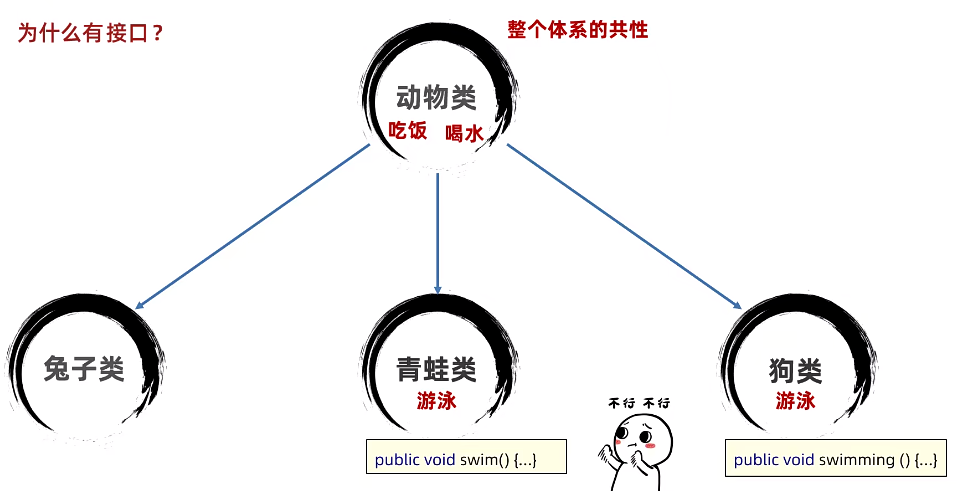 为什么有接口？
整个体系的共性
动物类
吃饭 喝水
兔子类
青蛙类
游泳
狗类
游泳
不行 不行
public void swim() {...}
public void swimming () {...}